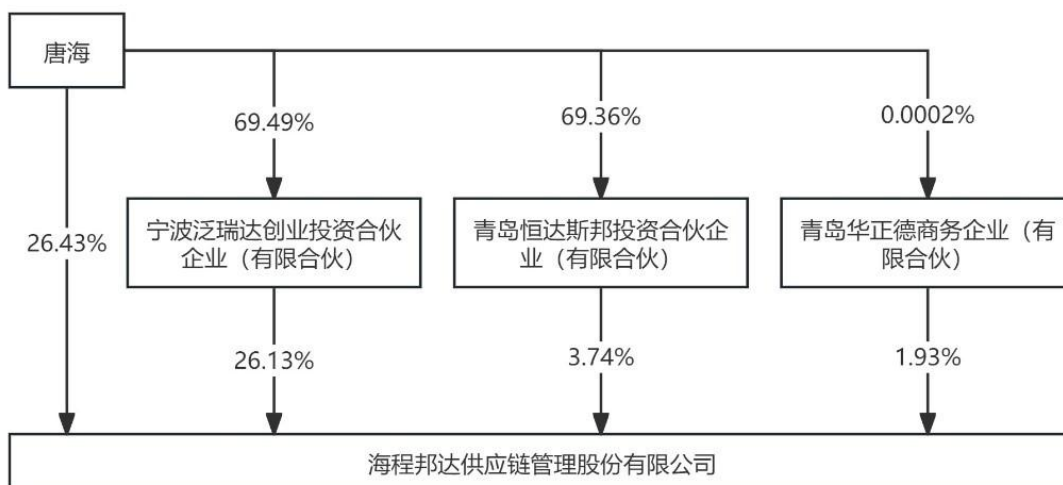 唐海
69.49%
69.36%
0.0002%
26.43%
宁波泛瑞达创业投资合伙
企业（有限合伙）
青岛恒达斯邦投资合伙企
业（有限合伙）
青岛华正德商务企业（有
限合伙）
26.13%
3.74%
1.93%
海程邦达供应链管理股份有限公司